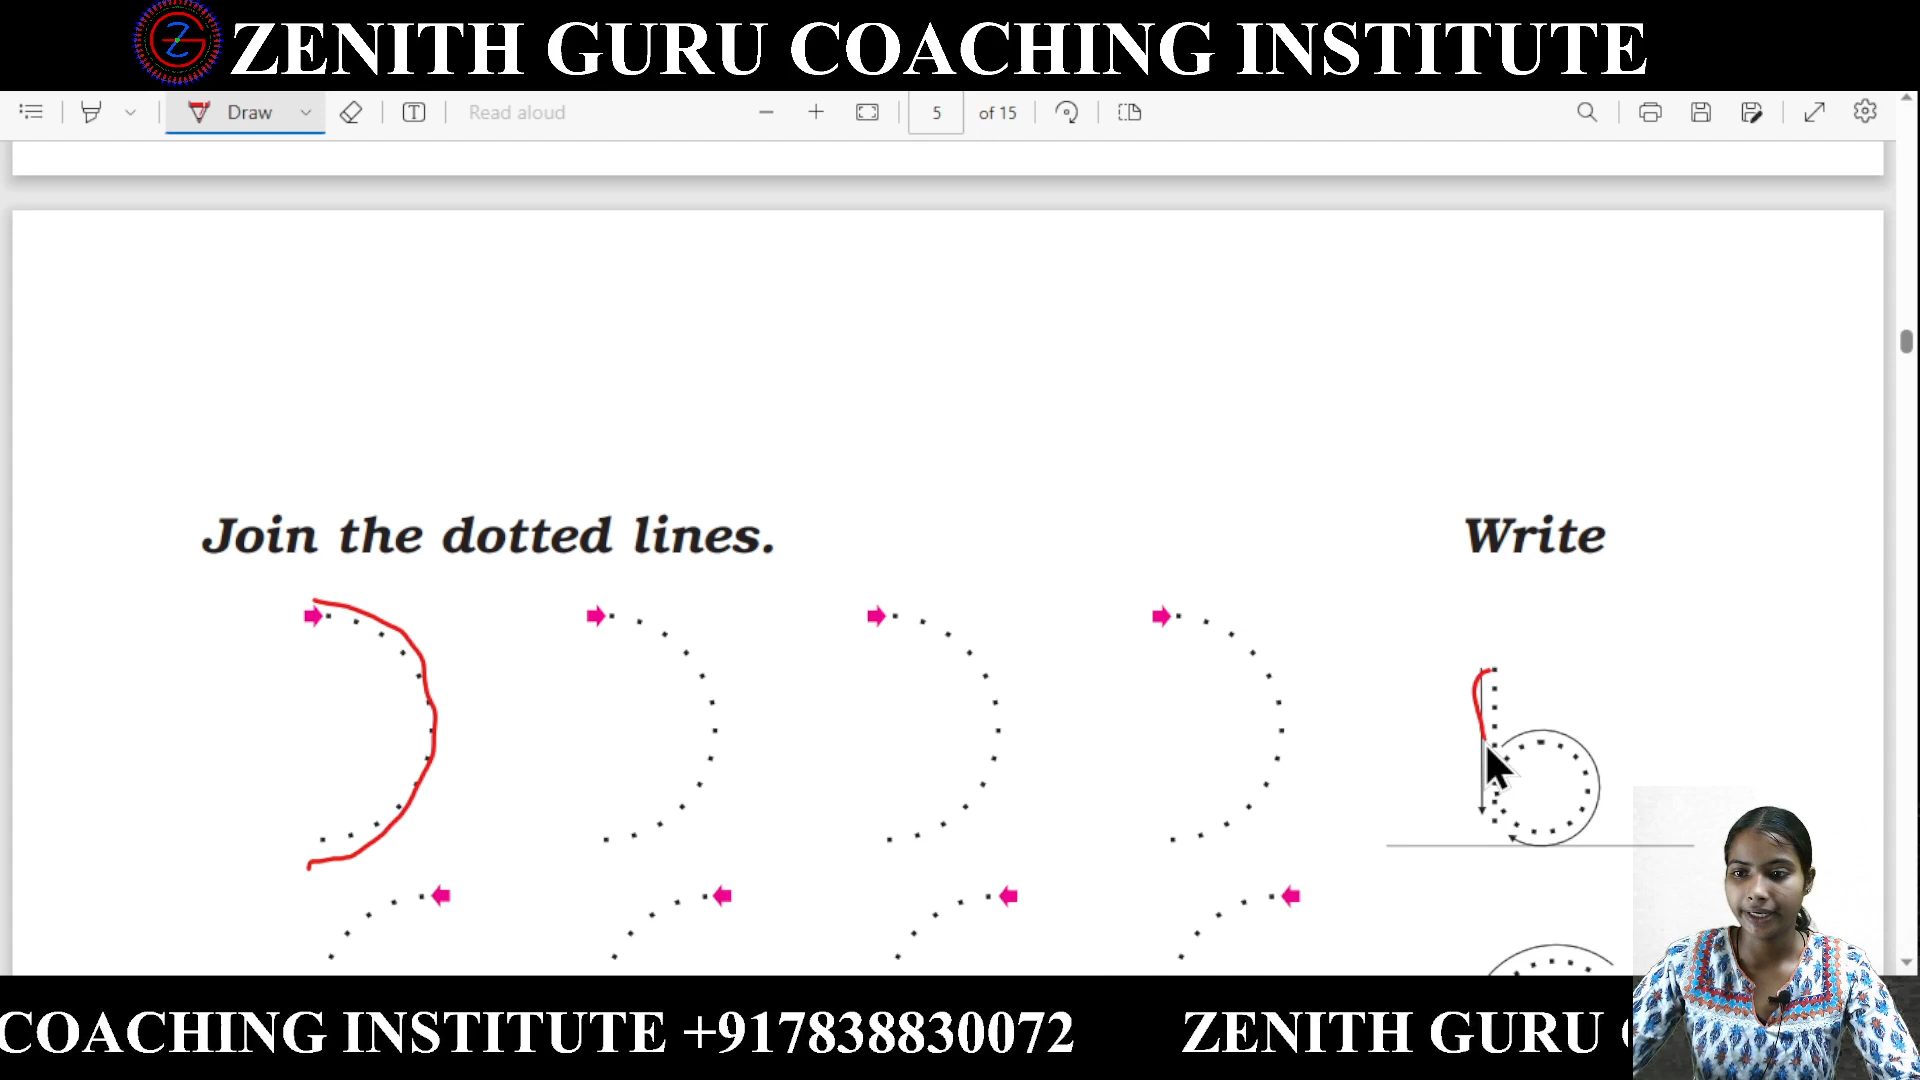 ZENITH GURU COACHING INSTITUTE
Draw
T
Read aloud
5 of 15
Join the dotted lines.
Write
b
COACHING INSTITUTE +917838830072 ZENITH GURU